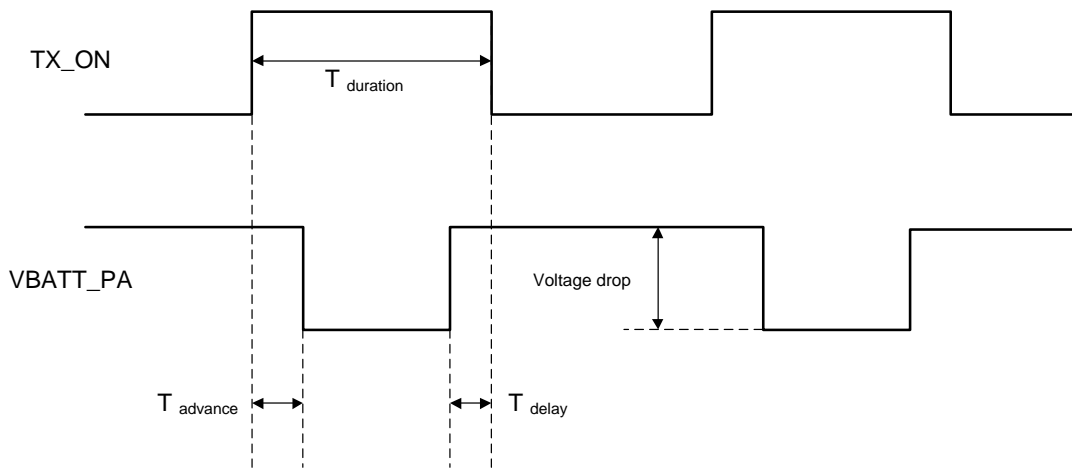 TX_ON
T duration
VBATT_PA
Voltage drop
T advance
T delay